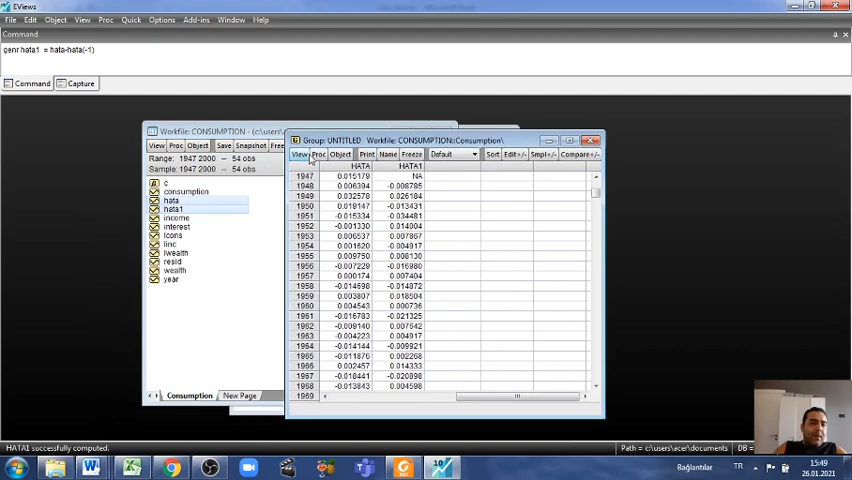 EViews
File Edit Object View Proc Quick Options Add-ins Window Help
Command
genr hata1 = hata-hata(-1)
Command Capture
Workfile: CONSUMPTION - (c:\users\
View Proc Object Save Snapshot Free
Range: 1947 2000 -- 54 obs
Sample: 1947 2000 -- 54 obs
c
consumption
hata
hata1
income
interest
lcons
linc
lwealth
resid
wealth
year
Consumption New Page
Group: UNTITLED Workfile: CONSUMPTION::Consumption\
View Proc Object Print Name Freeze Default Sort Edit+/- Smpl+/- Compare+/-
HATA HATA1
1947 0.015179 NA
1948 0.006394 -0.008785
1949 0.032578 0.026184
1950 0.019147 -0.013431
1951 -0.015334 -0.034481
1952 -0.001330 0.014004
1953 0.006537 0.007867
1954 0.001620 -0.004917
1955 0.009750 0.008130
1956 -0.007229 -0.016980
1957 0.000174 0.007404
1958 -0.014698 -0.014872
1959 0.003807 0.018504
1960 0.004543 0.000736
1961 -0.016783 -0.021325
1962 -0.009140 0.007642
1963 -0.004223 0.004917
1964 -0.014144 -0.009921
1965 -0.011876 0.002268
1966 0.002457 0.014333
1967 -0.018441 -0.020898
1968 -0.013843 0.004598
1969
HATA1 successfully computed.
Path = c:\users\acer\documents
DB =
Bağlantılar
TR
15:49
26.01.2021